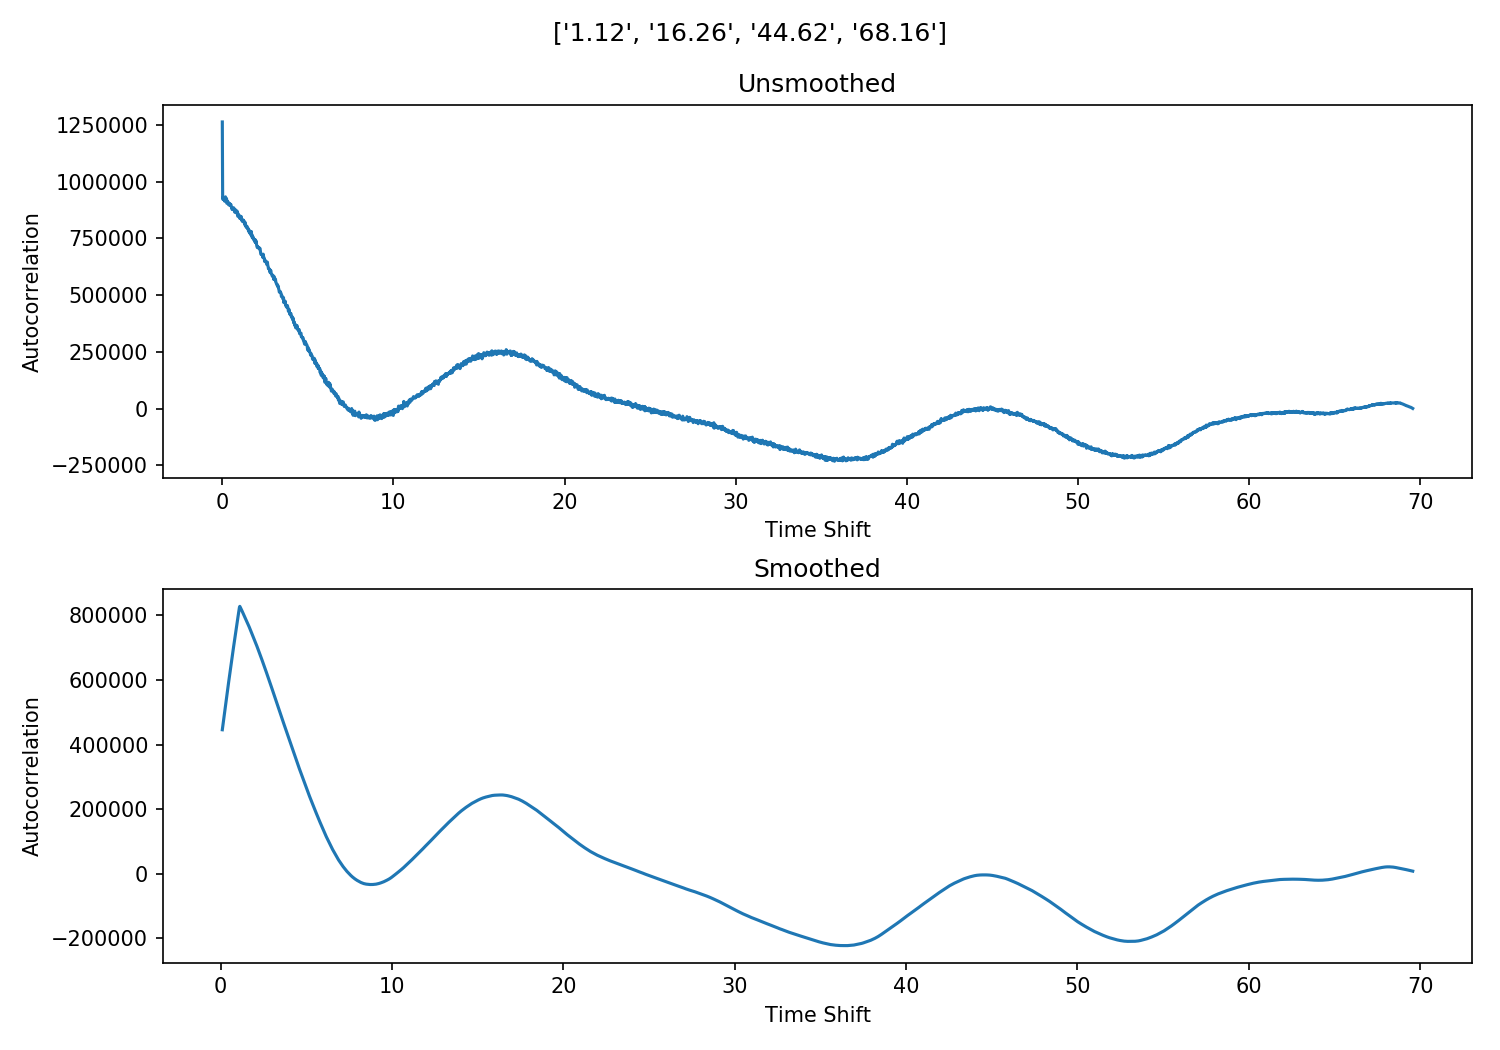 ['1.12', '16.26', '44.62', '68.16']
Unsmoothed
1250000
1000000
750000
500000
250000
0
−250000
Autocorrelation
0 10 20 30 40 50 60 70
Time Shift
Smoothed
800000
600000
400000
200000
0
−200000
Autocorrelation
0 10 20 30 40 50 60 70
Time Shift